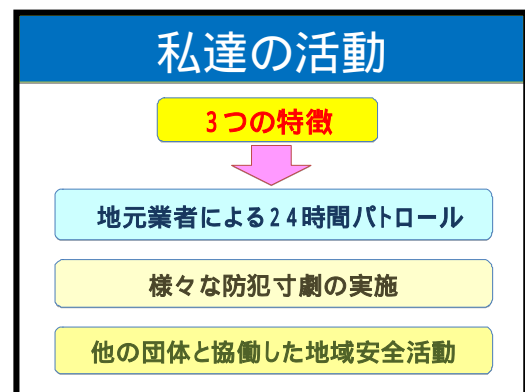 私達の活動
3つの特徴
地元業者による24時間パトロール
様々な防犯寸劇の実施
他の団体と協働した地域安全活動